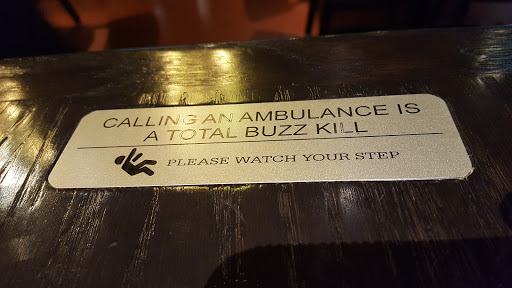 CALLING AN AMBULANCE IS
A TOTAL BUZZ KILL
PLEASE WATCH YOUR STEP